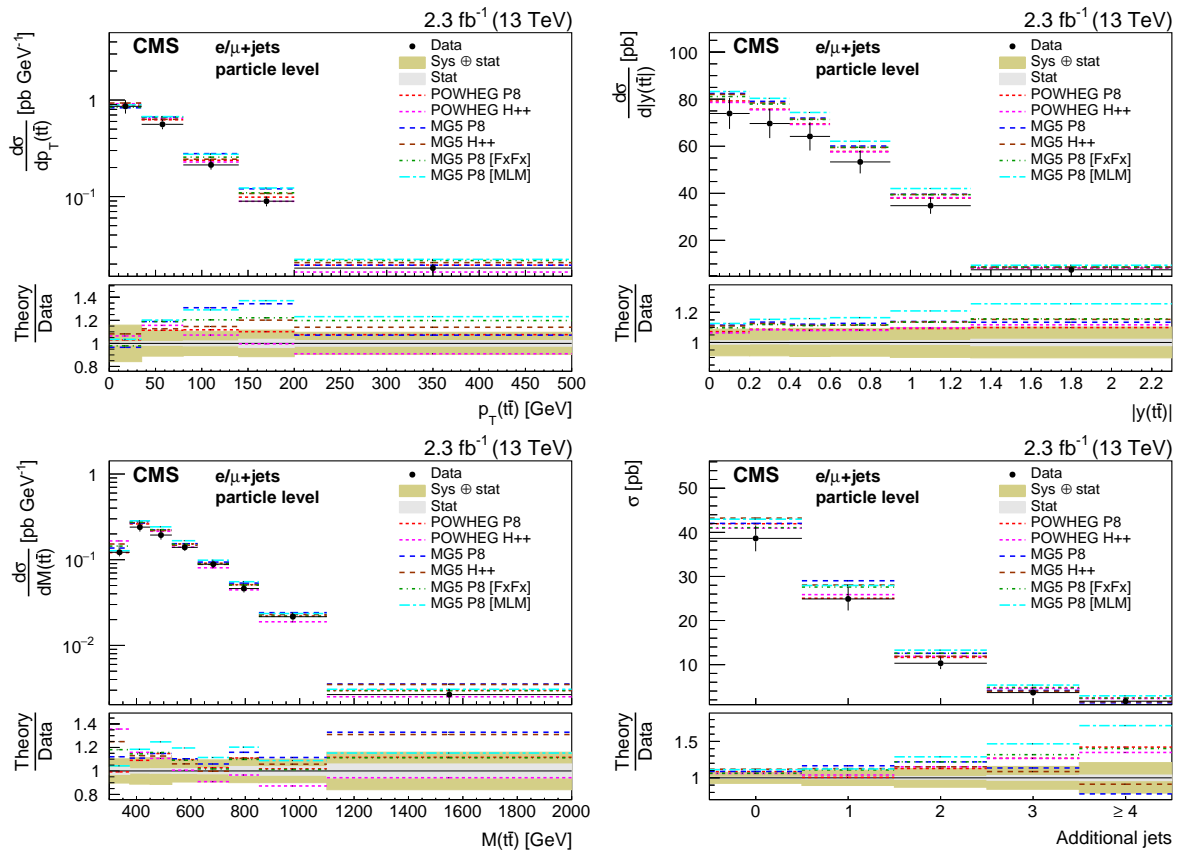 2.3 fb⁻¹ (13 TeV)
CMS
e/μ+jets
particle level
Data
Sys ⊕ stat
Stat
POWHEG P8
POWHEG H++
MG5 P8
MG5 H++
MG5 P8 [FxFx]
MG5 P8 [MLM]
dσ/dp_T(tt̄) [pb GeV⁻¹]
1
10⁻¹
Theory/Data
1.4
1.2
1
0.8
0 50 100 150 200 250 300 350 400 450 500
p_T(tt̄) [GeV]
2.3 fb⁻¹ (13 TeV)
CMS
e/μ+jets
particle level
Data
Sys ⊕ stat
Stat
POWHEG P8
POWHEG H++
MG5 P8
MG5 H++
MG5 P8 [FxFx]
MG5 P8 [MLM]
dσ/d|y(tt̄)| [pb]
100
80
60
40
20
Theory/Data
1.2
1
0 0.2 0.4 0.6 0.8 1 1.2 1.4 1.6 1.8 2 2.2
|y(tt̄)|
2.3 fb⁻¹ (13 TeV)
CMS
e/μ+jets
particle level
Data
Sys ⊕ stat
Stat
POWHEG P8
POWHEG H++
MG5 P8
MG5 H++
MG5 P8 [FxFx]
MG5 P8 [MLM]
dσ/dM(tt̄) [pb GeV⁻¹]
1
10⁻¹
10⁻²
Theory/Data
1.4
1.2
1
0.8
400 600 800 1000 1200 1400 1600 1800 2000
M(tt̄) [GeV]
2.3 fb⁻¹ (13 TeV)
CMS
e/μ+jets
particle level
Data
Sys ⊕ stat
Stat
POWHEG P8
POWHEG H++
MG5 P8
MG5 H++
MG5 P8 [FxFx]
MG5 P8 [MLM]
σ [pb]
50
40
30
20
10
Theory/Data
1.5
1
0 1 2 3 ≥ 4
Additional jets